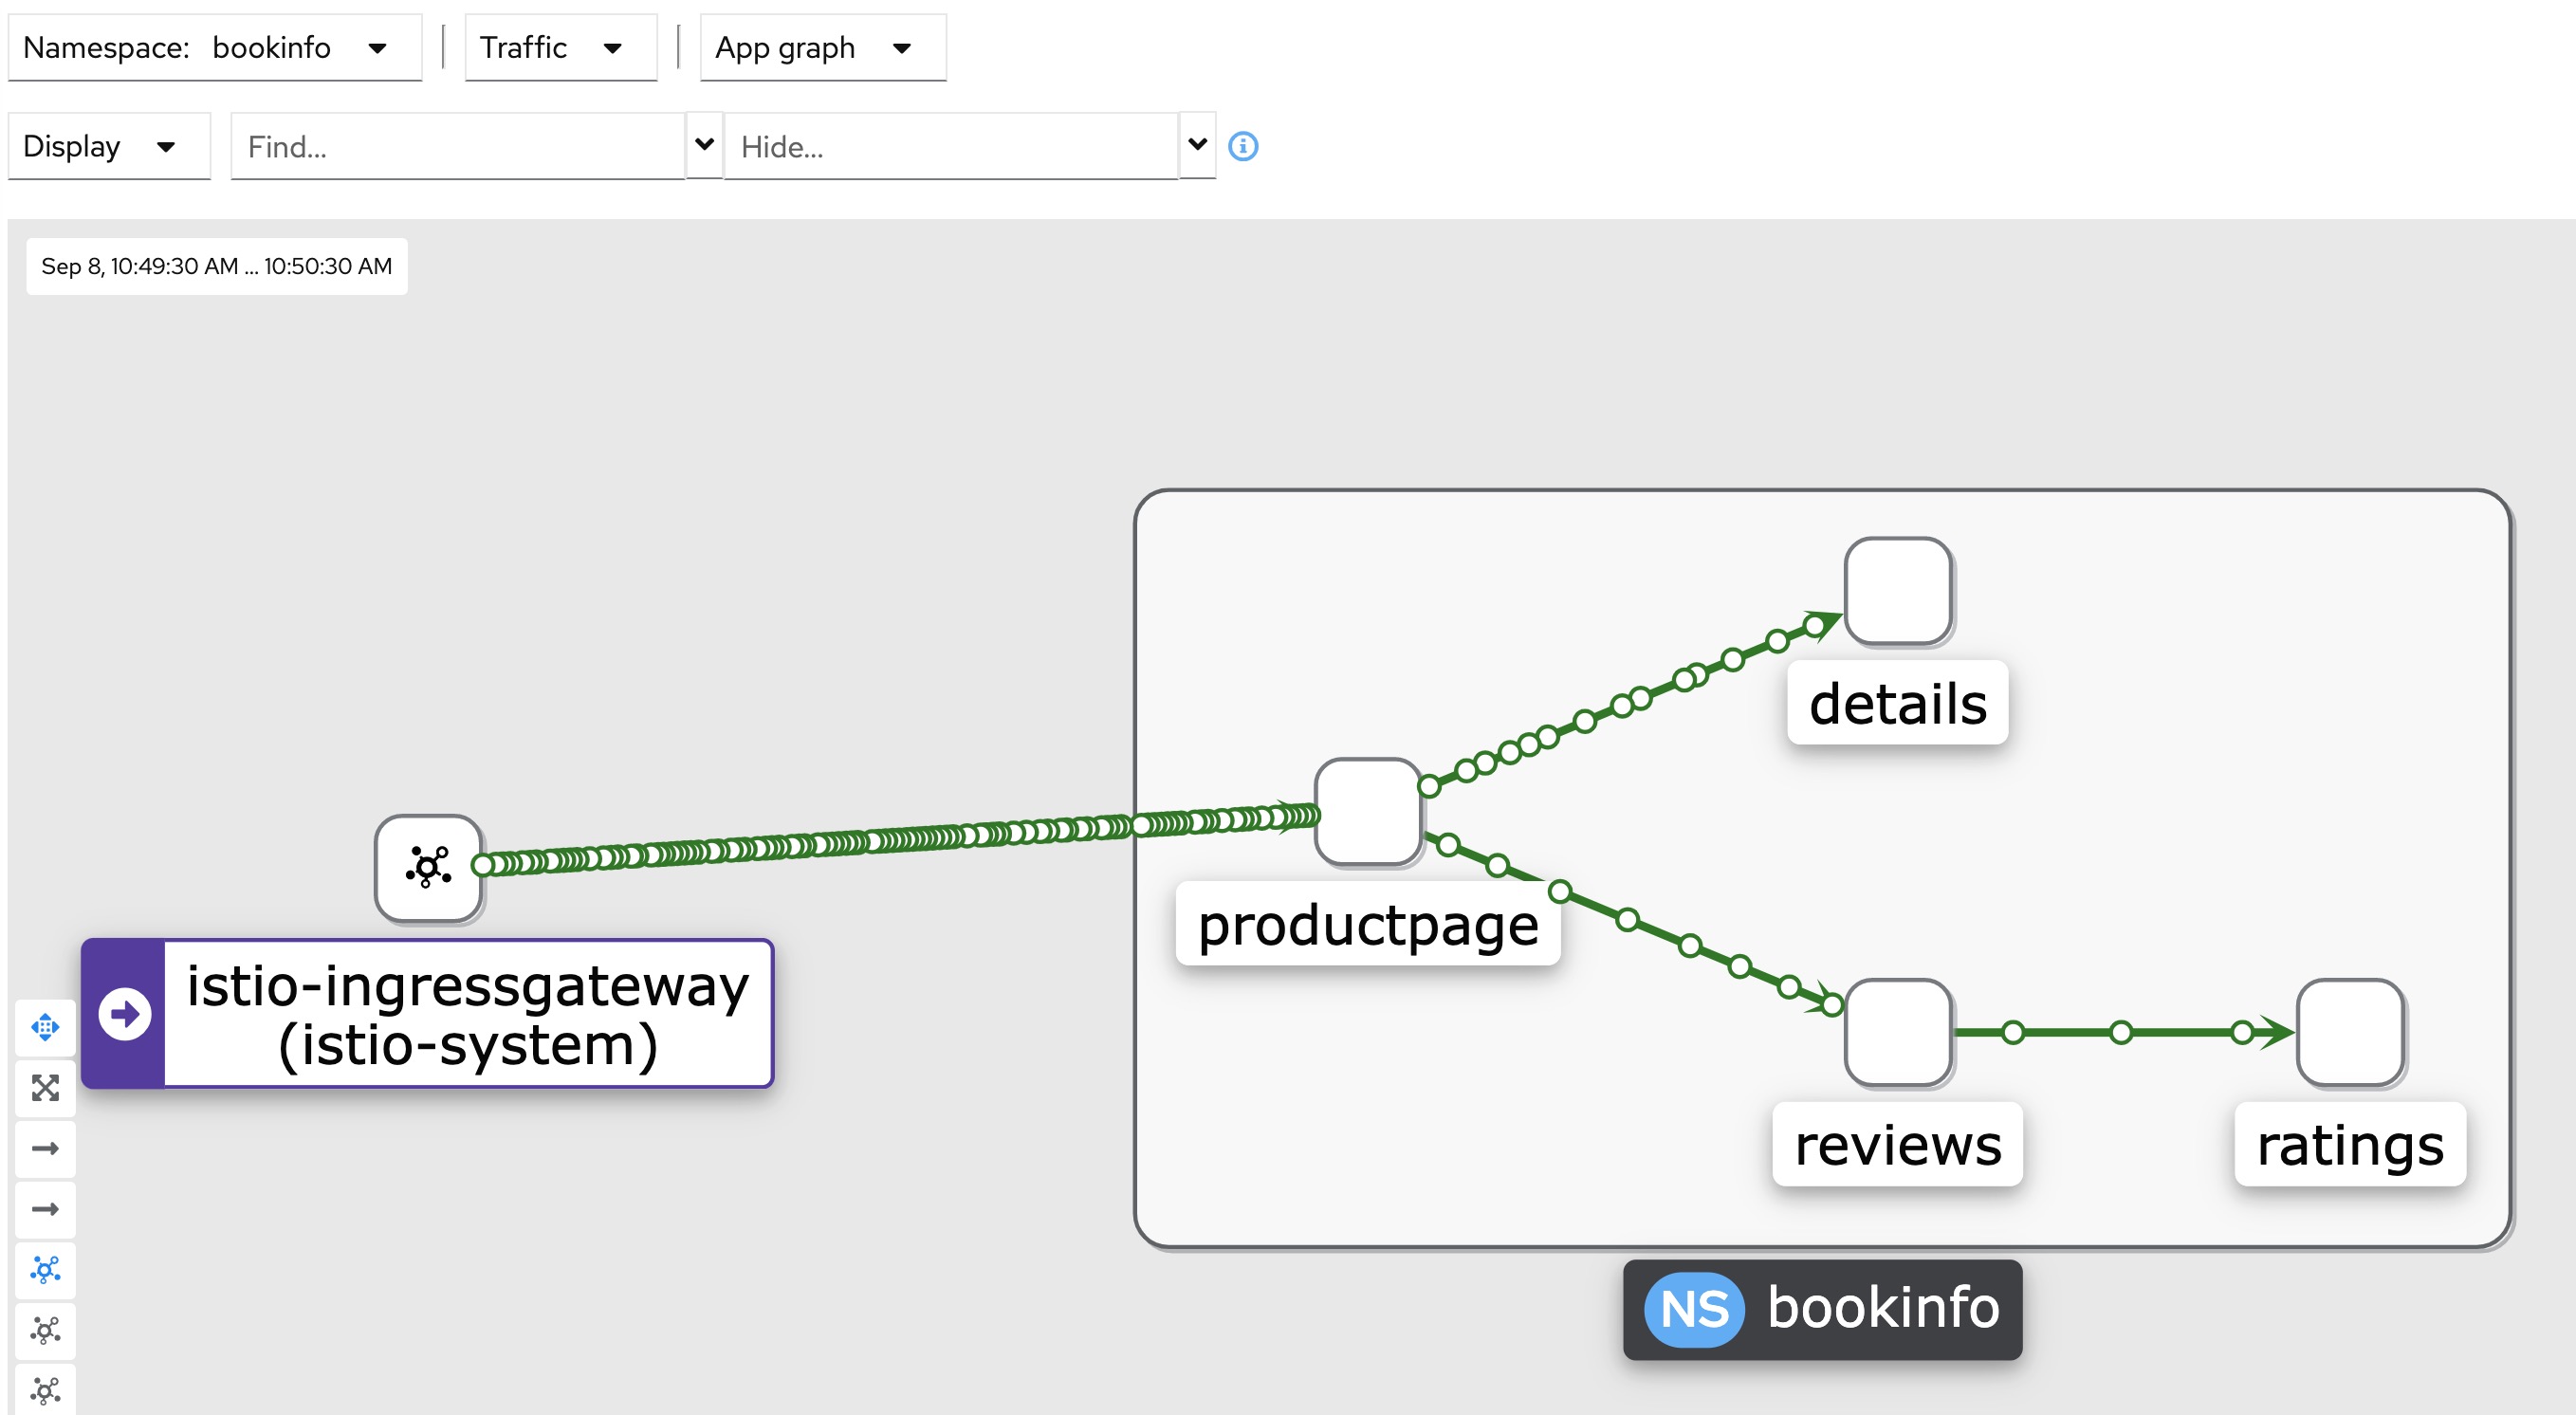 Namespace: bookinfo
Traffic
App graph
Display
Find...
Hide...
Sep 8, 10:49:30 AM ... 10:50:30 AM
details
productpage
istio-ingressgateway
(istio-system)
reviews
ratings
NS bookinfo